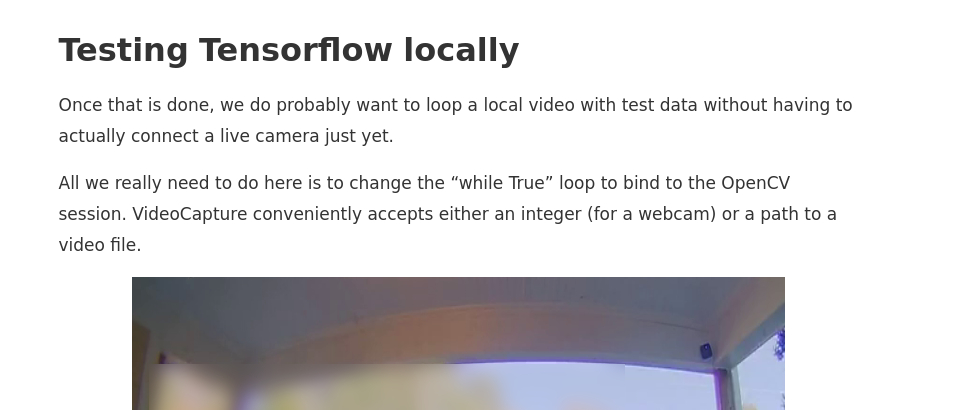 Testing Tensorflow locally
Once that is done, we do probably want to loop a local video with test data without having to
actually connect a live camera just yet.
All we really need to do here is to change the “while True” loop to bind to the OpenCV
session. VideoCapture conveniently accepts either an integer (for a webcam) or a path to a
video file.